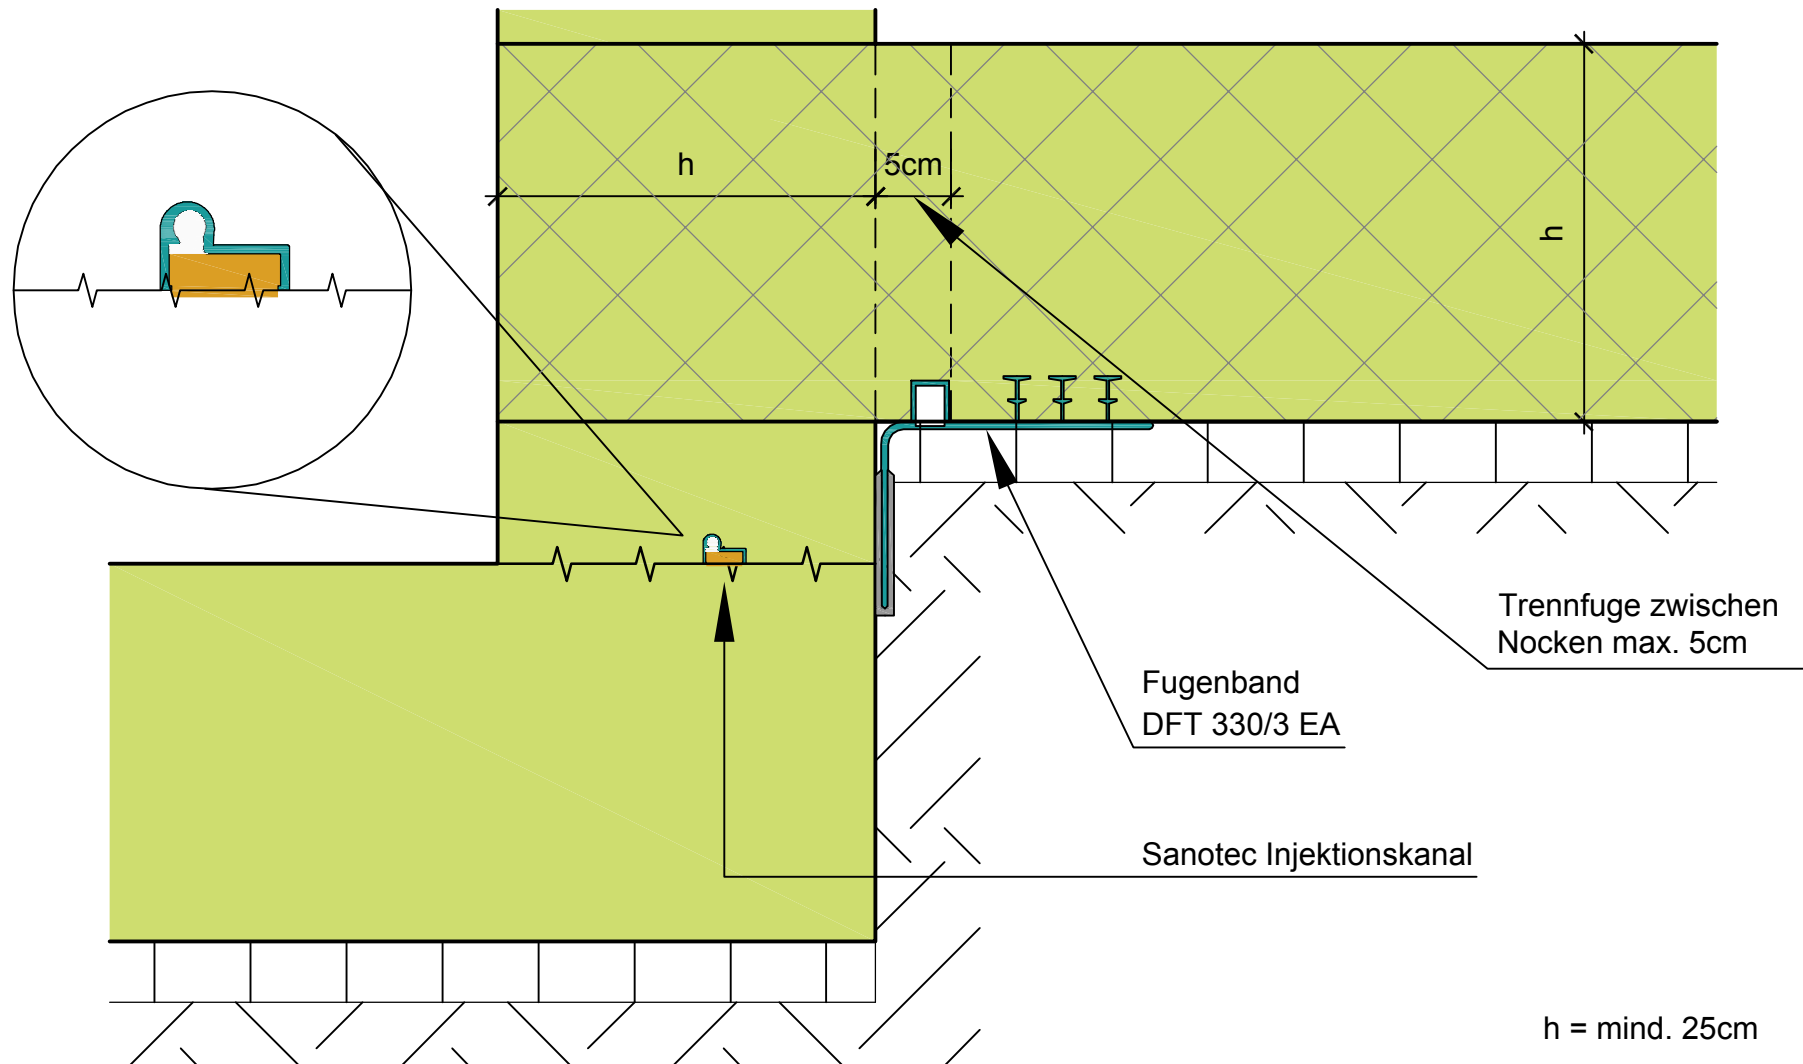 h
5cm
h
Trennfuge zwischen
Nocken max. 5cm
Fugenband
DFT 330/3 EA
Sanotec Injektionskanal
h = mind. 25cm